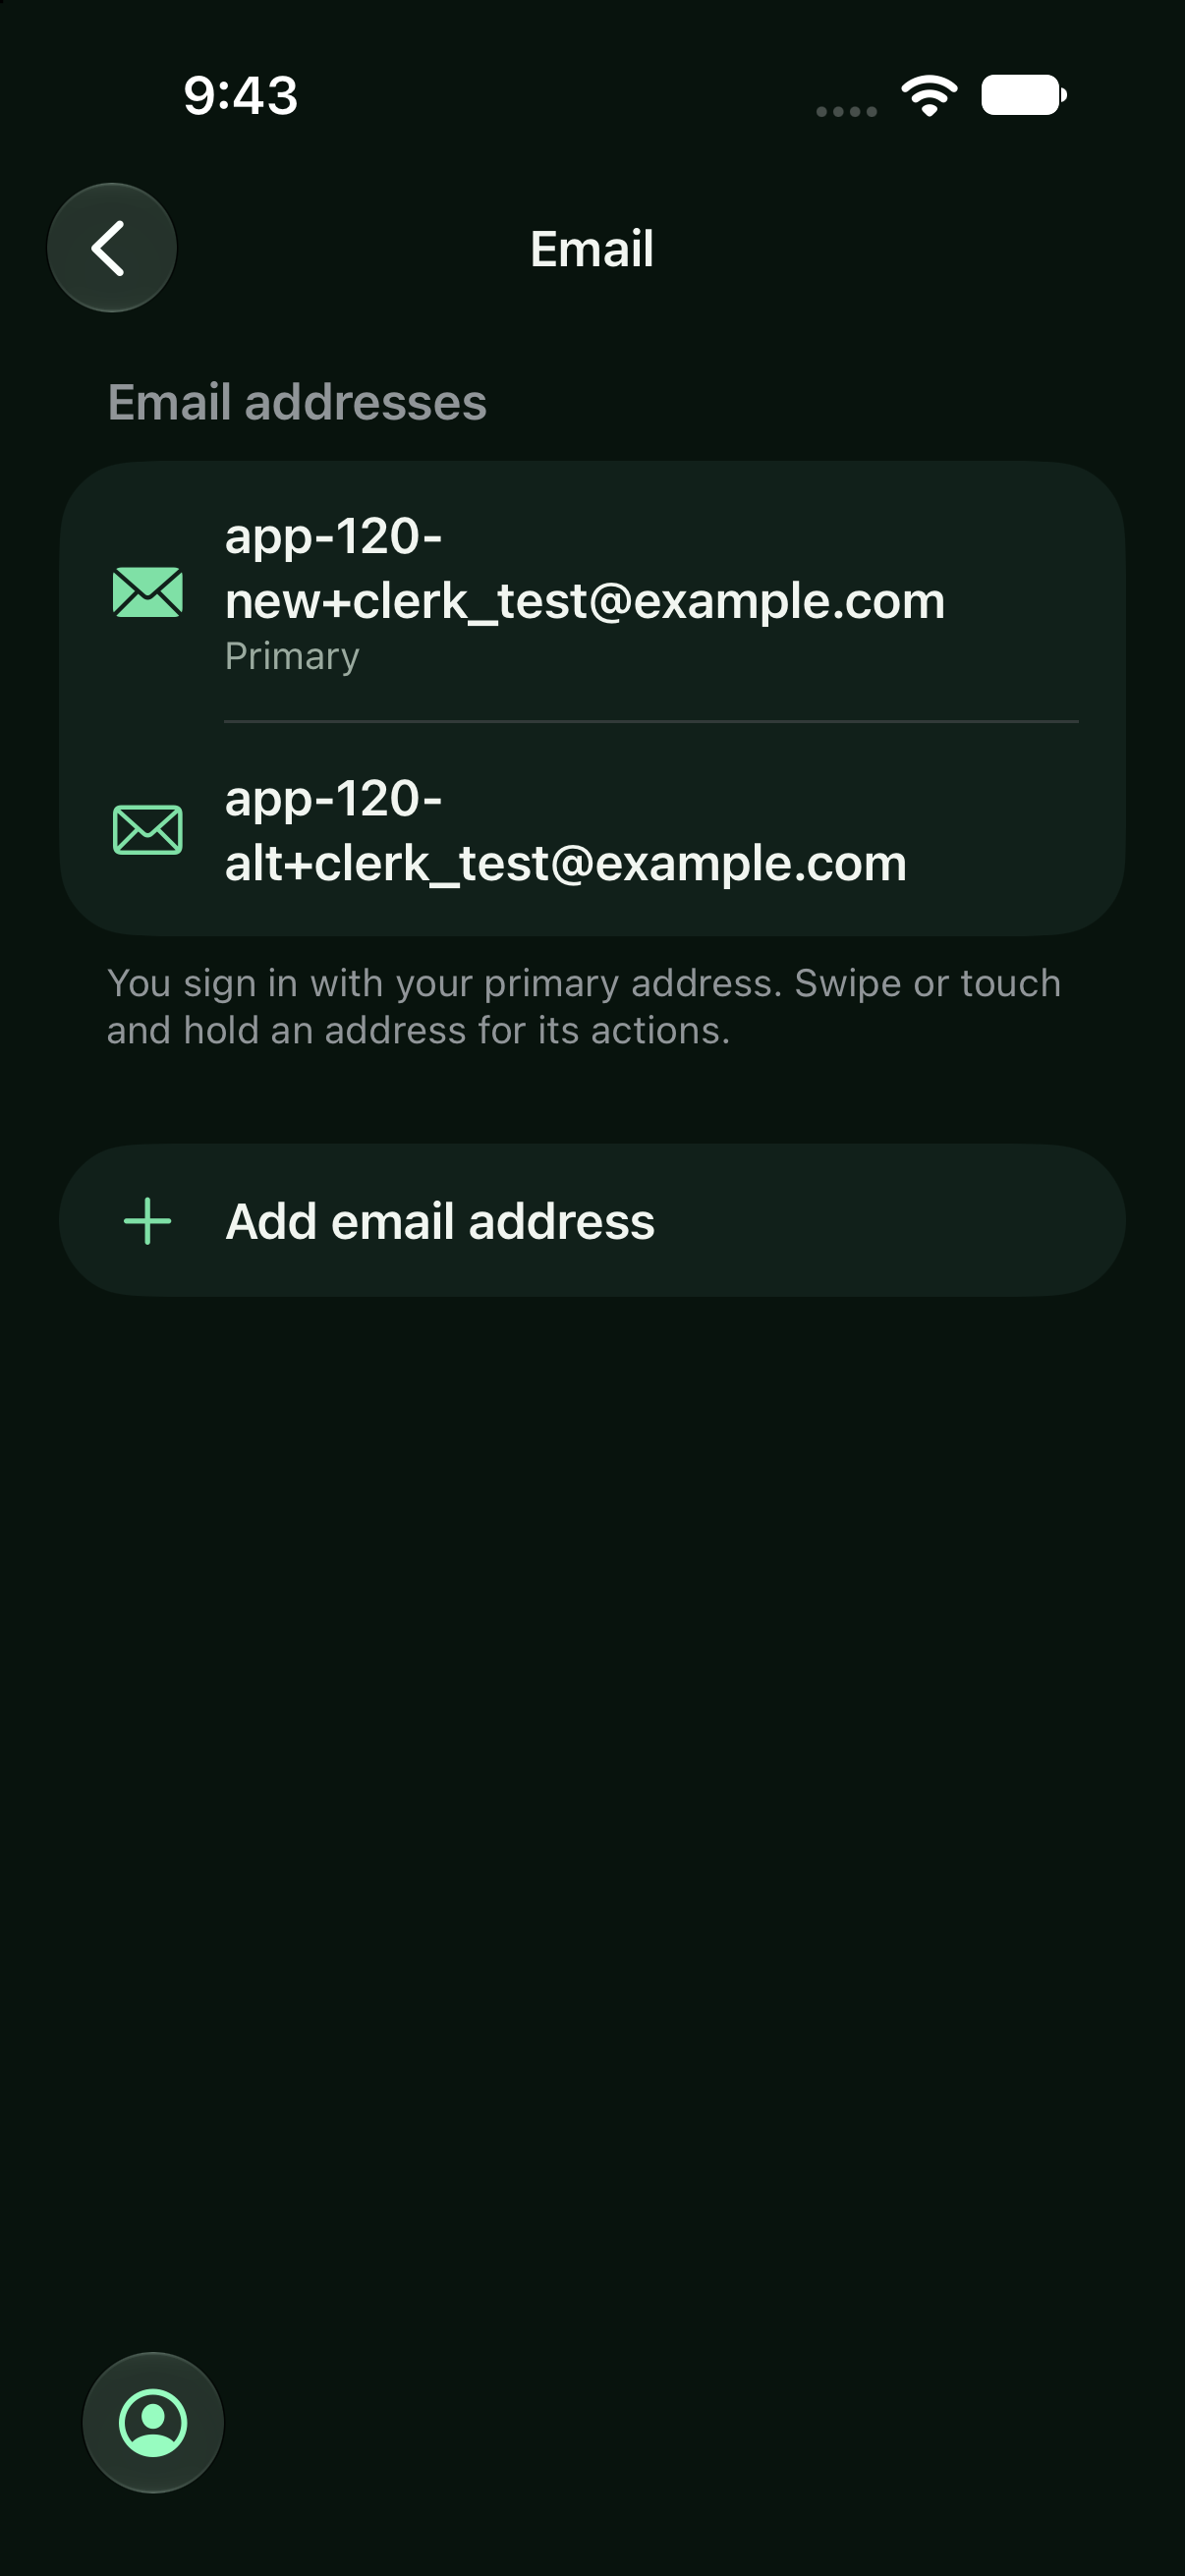 9:43
Email
Email addresses
app-120-
new+clerk_test@example.com
Primary
app-120-
alt+clerk_test@example.com
You sign in with your primary address. Swipe or touch
and hold an address for its actions.
Add email address